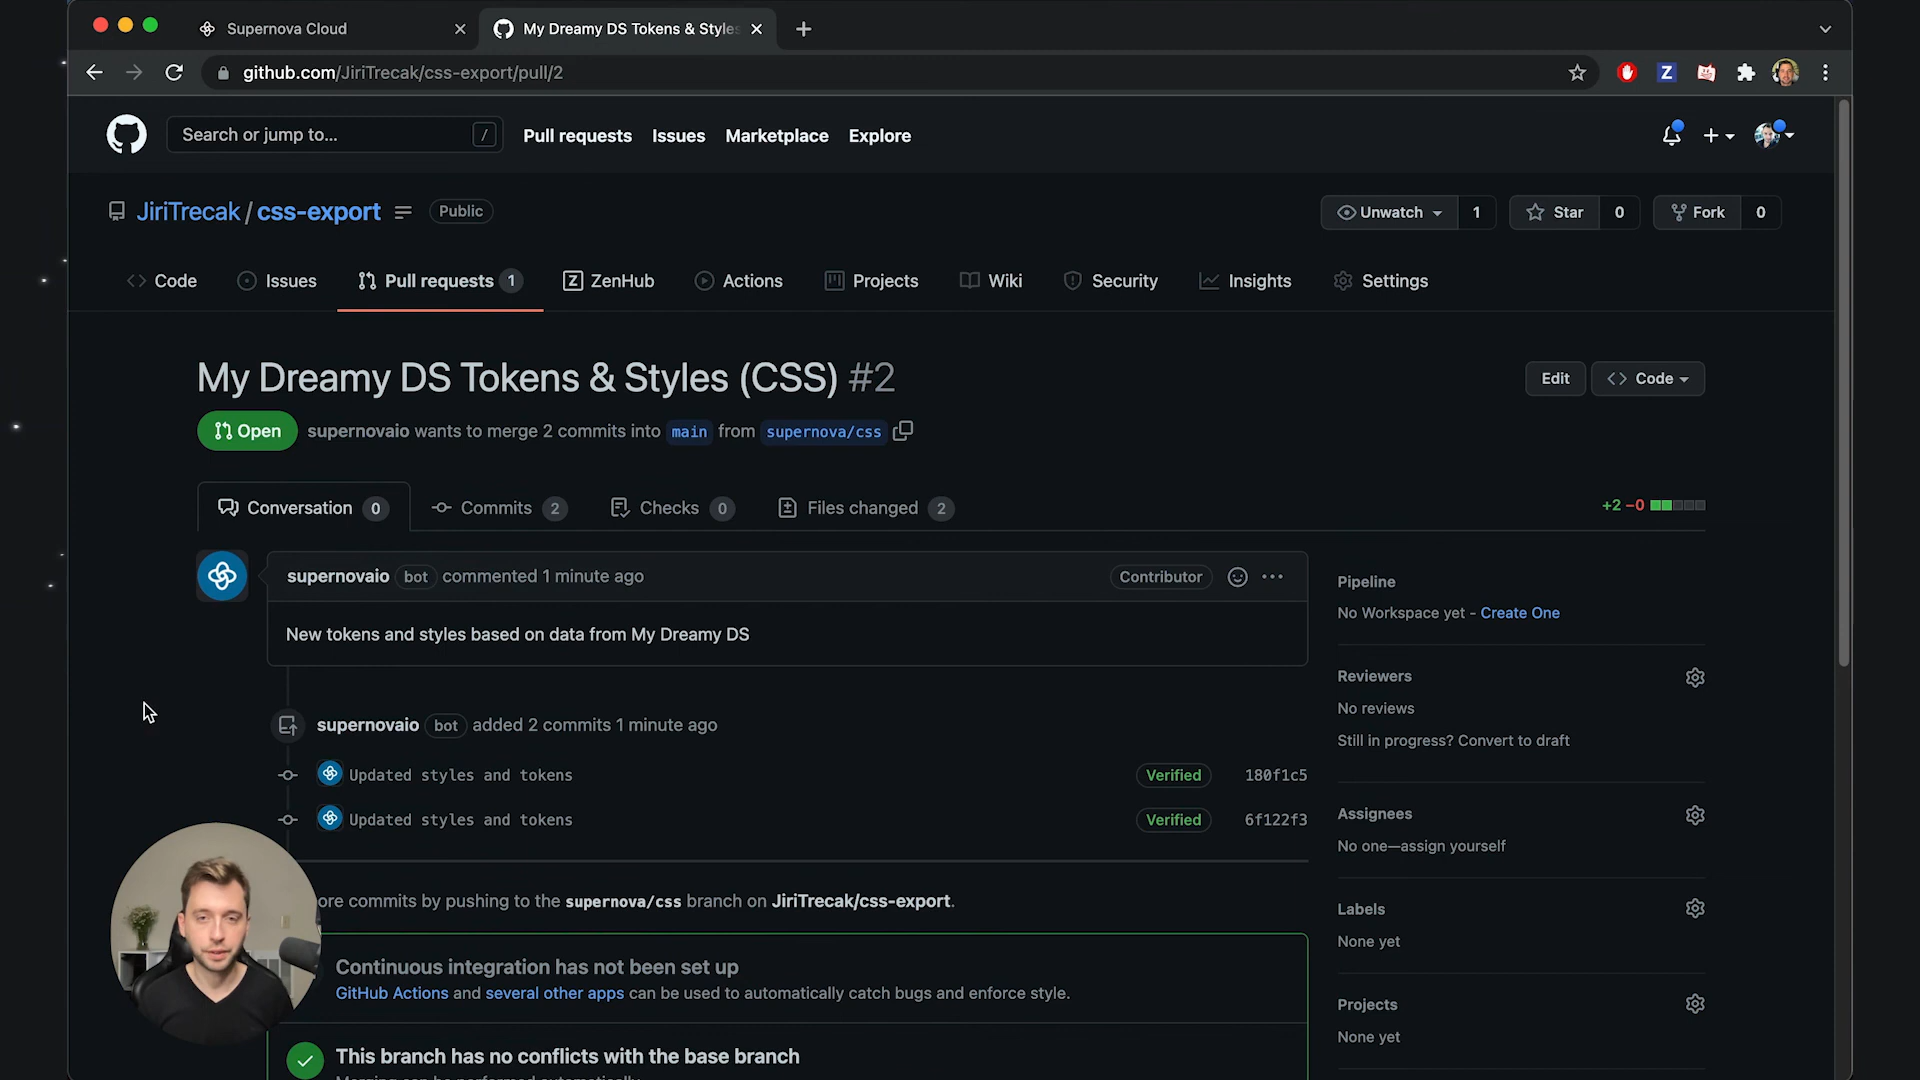 Supernova Cloud
My Dreamy DS Tokens & Styles
github.com/JiriTrecak/css-export/pull/2
Z
Search or jump to...
/
Pull requests
Issues
Marketplace
Explore
JiriTrecak / css-export
Public
Unwatch
1
Star
0
Fork
0
Code
Issues
Pull requests 1
Z ZenHub
Actions
Projects
Wiki
Security
Insights
Settings
My Dreamy DS Tokens & Styles (CSS) #2
Edit
Code
Open
supernovaio wants to merge 2 commits into main from supernova/css
Conversation 0
Commits 2
Checks 0
Files changed 2
+2 −0
supernovaio bot commented 1 minute ago
Contributor
New tokens and styles based on data from My Dreamy DS
supernovaio bot added 2 commits 1 minute ago
Updated styles and tokens
Verified
180f1c5
Updated styles and tokens
Verified
6f122f3
ore commits by pushing to the supernova/css branch on JiriTrecak/css-export.
Continuous integration has not been set up
GitHub Actions and several other apps can be used to automatically catch bugs and enforce style.
This branch has no conflicts with the base branch
Pipeline
No Workspace yet - Create One
Reviewers
No reviews
Still in progress? Convert to draft
Assignees
No one—assign yourself
Labels
None yet
Projects
None yet